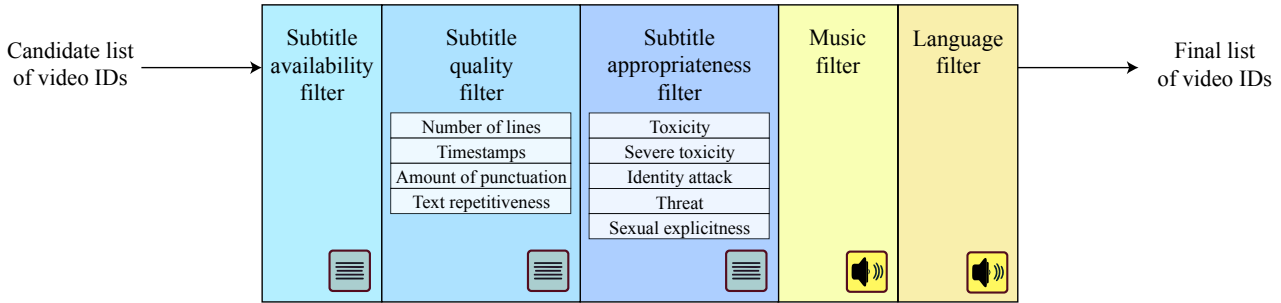 Candidate list
of video IDs
Subtitle
availability
filter
Subtitle
quality
filter
Number of lines
Timestamps
Amount of punctuation
Text repetitiveness
Subtitle
appropriateness
filter
Toxicity
Severe toxicity
Identity attack
Threat
Sexual explicitness
Music
filter
Language
filter
Final list
of video IDs